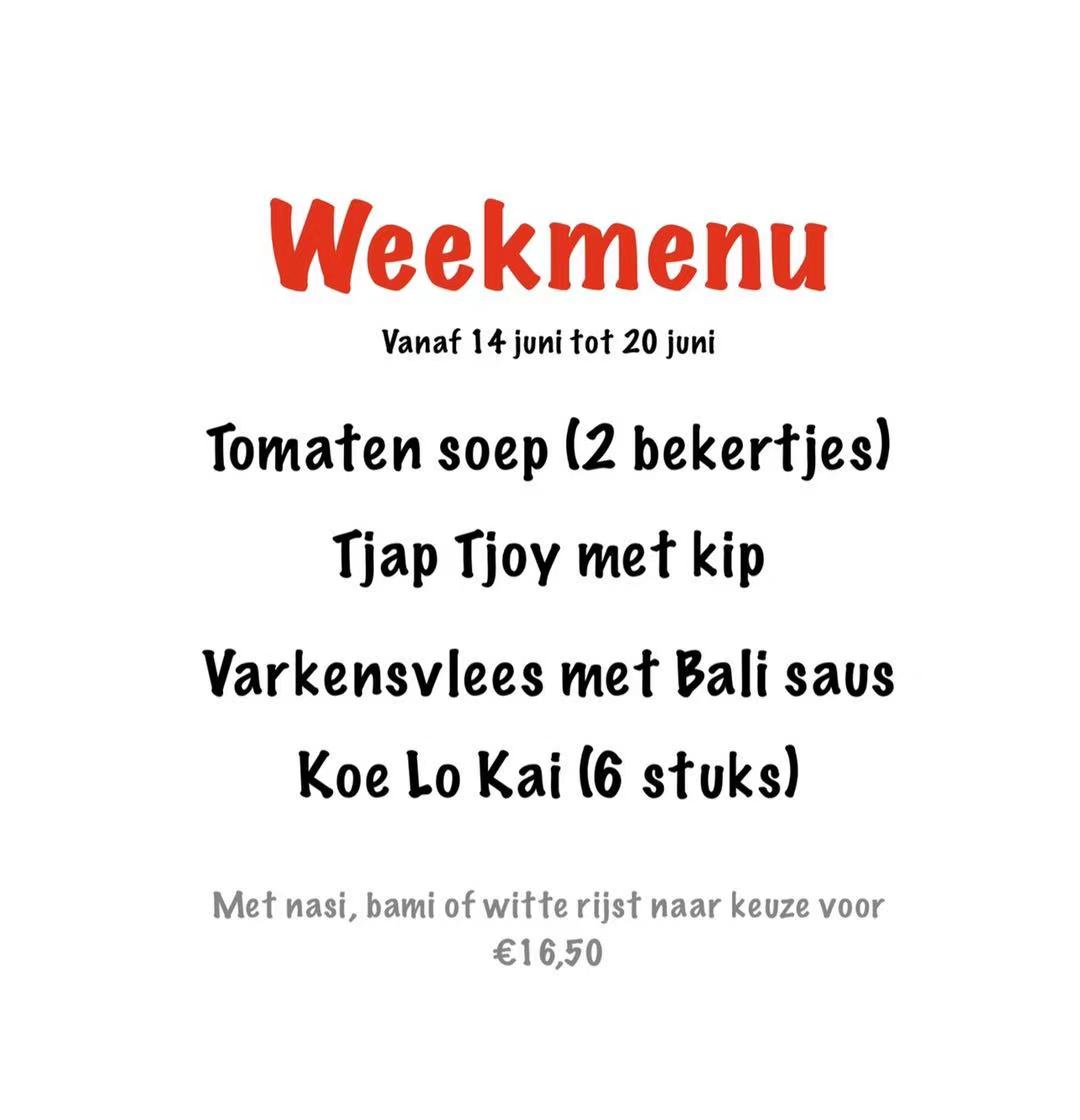 Weekmenu
Vanaf 14 juni tot 20 juni
Tomaten soep (2 bekertjes)
Tjap Tjoy met kip
Varkensvlees met Bali saus
Koe Lo Kai (6 stuks)
Met nasi, bami of witte rijst naar keuze voor
€16,50